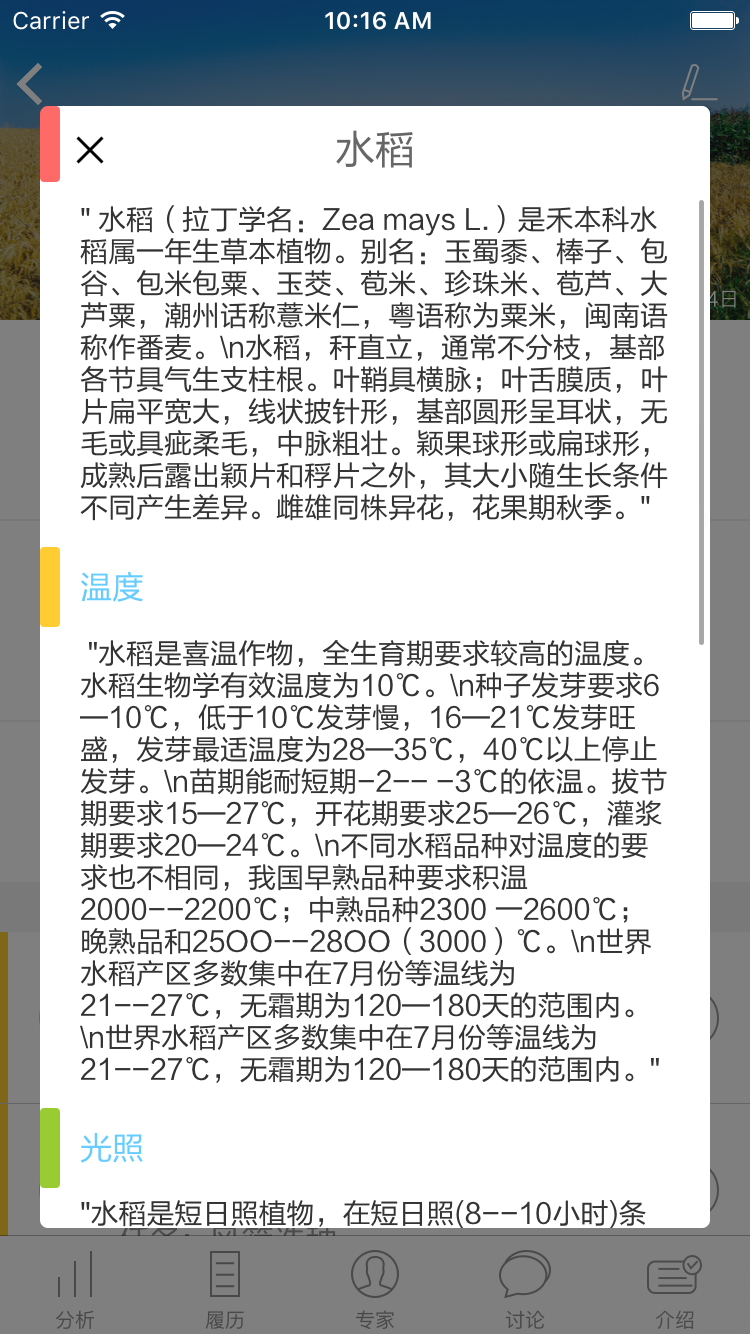 Carrier
10:16 AM
水稻
" 水稻（拉丁学名：Zea mays L.）是禾本科水
稻属一年生草本植物。别名：玉蜀黍、棒子、包
谷、包米包粟、玉茭、苞米、珍珠米、苞芦、大
芦粟，潮州话称薏米仁，粤语称为粟米，闽南语
称作番麦。\n水稻，秆直立，通常不分枝，基部
各节具气生支柱根。叶鞘具横脉；叶舌膜质，叶
片扁平宽大，线状披针形，基部圆形呈耳状，无
毛或具疵柔毛，中脉粗壮。颖果球形或扁球形，
成熟后露出颖片和稃片之外，其大小随生长条件
不同产生差异。雌雄同株异花，花果期秋季。"
4日
温度
"水稻是喜温作物，全生育期要求较高的温度。
水稻生物学有效温度为10℃。\n种子发芽要求6
—10℃，低于10℃发芽慢，16—21℃发芽旺
盛，发芽最适温度为28—35℃，40℃以上停止
发芽。\n苗期能耐短期-2-- -3℃的依温。拔节
期要求15—27℃，开花期要求25—26℃，灌浆
期要求20—24℃。\n不同水稻品种对温度的要
求也不相同，我国早熟品种要求积温
2000--2200℃；中熟品种2300 —2600℃；
晚熟品和25OO--28OO（3000）℃。\n世界
水稻产区多数集中在7月份等温线为
21--27℃，无霜期为120—180天的范围内。
\n世界水稻产区多数集中在7月份等温线为
21--27℃，无霜期为120—180天的范围内。"
光照
"水稻是短日照植物，在短日照(8--10小时)条
分析
履历
专家
讨论
介绍